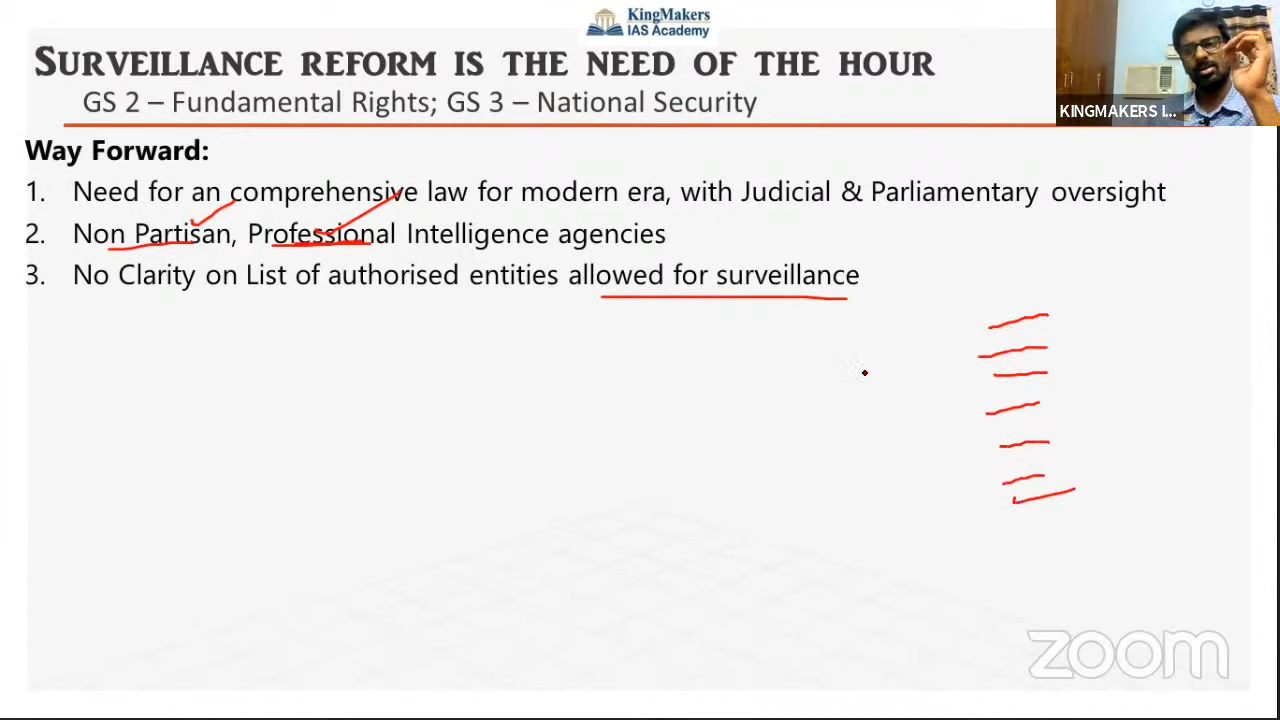 KingMakers
IAS Academy
SURVEILLANCE REFORM IS THE NEED OF THE HOUR
GS 2 – Fundamental Rights; GS 3 – National Security
KINGMAKERS I...
Way Forward:
1. Need for an comprehensive law for modern era, with Judicial & Parliamentary oversight
2. Non Partisan, Professional Intelligence agencies
3. No Clarity on List of authorised entities allowed for surveillance
zoom